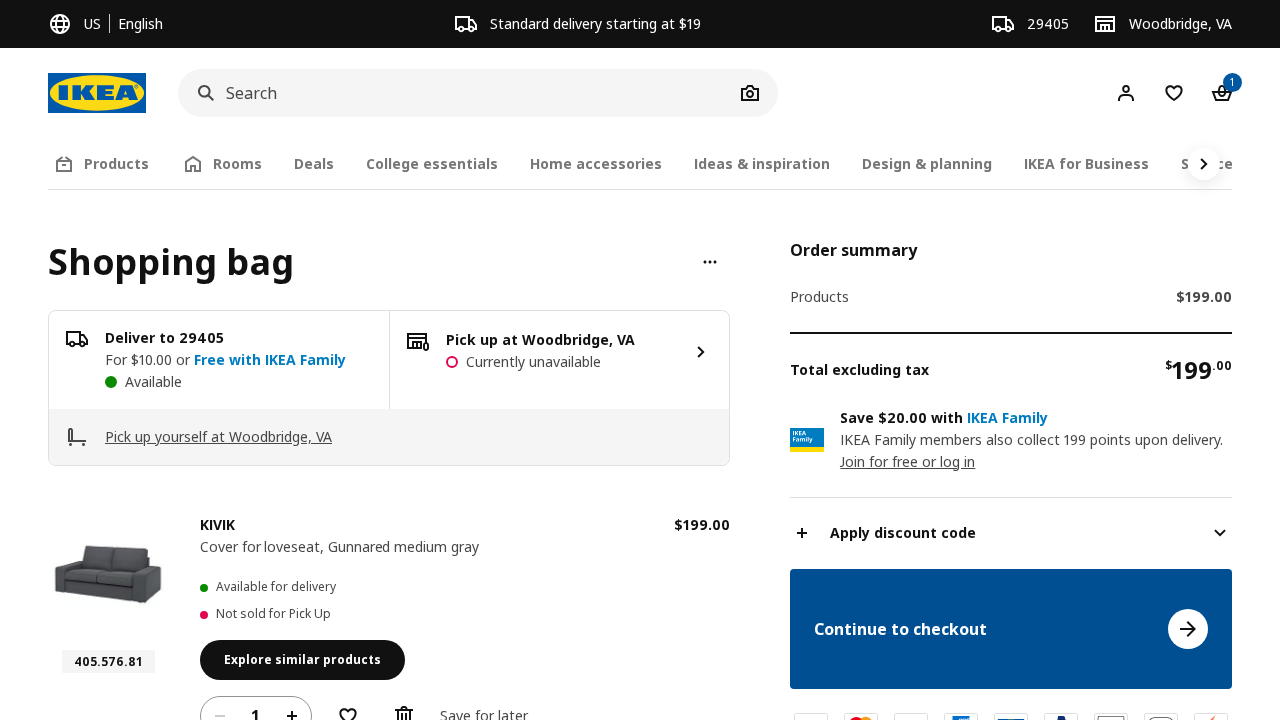 US | English
Standard delivery starting at $19
29405
Woodbridge, VA
IKEA
Search
1
Products
Rooms
Deals
College essentials
Home accessories
Ideas & inspiration
Design & planning
IKEA for Business
Shopping bag
Deliver to 29405
For $10.00 or Free with IKEA Family
Available
Pick up at Woodbridge, VA
Currently unavailable
Pick up yourself at Woodbridge, VA
KIVIK
$199.00
Cover for loveseat, Gunnared medium gray
Available for delivery
Not sold for Pick Up
405.576.81
Explore similar products
1
Save for later
Order summary
Products
$199.00
Total excluding tax
$199.00
IKEA
Family
Save $20.00 with IKEA Family
IKEA Family members also collect 199 points upon delivery.
Join for free or log in
Apply discount code
Continue to checkout